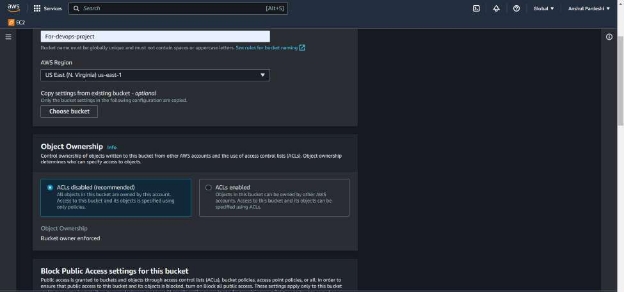 aws
Services
Search
[Alt+S]
Global
Anchal Pardeshi
EC2
For-devops-project
Bucket name must be globally unique and must not contain spaces or uppercase letters. See rules for bucket naming
AWS Region
US East (N. Virginia) us-east-1
Copy settings from existing bucket - optional
Only the bucket settings in the following configuration are copied.
Choose bucket
Object Ownership Info
Control ownership of objects written to this bucket from other AWS accounts and the use of access control lists (ACLs). Object ownership
determines who can specify access to objects.
ACLs disabled (recommended)
All objects in this bucket are owned by this account.
Access to this bucket and its objects is specified using
only policies.
ACLs enabled
Objects in this bucket can be owned by other AWS
accounts. Access to this bucket and its objects can be
specified using ACLs.
Object Ownership
Bucket owner enforced
Block Public Access settings for this bucket
Public access is granted to buckets and objects through access control lists (ACLs), bucket policies, access point policies, or all. In order to
ensure that public access to this bucket and its objects is blocked, turn on Block all public access. These settings apply only to this bucket